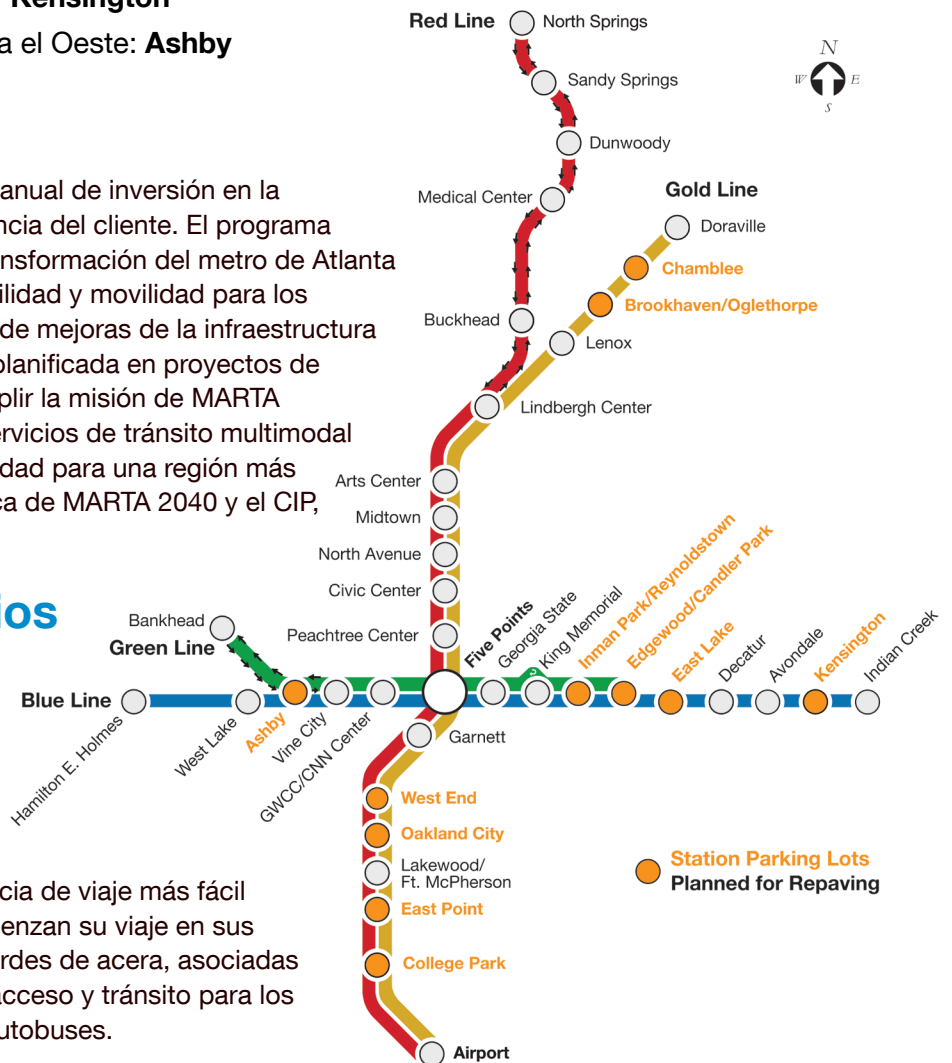 Kensington
a el Oeste: Ashby
anual de inversión en la
ncia del cliente. El programa
nsformación del metro de Atlanta
ilidad y movilidad para los
de mejoras de la infraestructura
planificada en proyectos de
plir la misión de MARTA
ervicios de tránsito multimodal
dad para una región más
ca de MARTA 2040 y el CIP,
ios
cia de viaje más fácil
enzan su viaje en sus
rdes de acera, asociadas
acceso y tránsito para los
utobuses.
N
W
E
S
Red Line
North Springs
Sandy Springs
Dunwoody
Medical Center
Buckhead
Gold Line
Doraville
Chamblee
Brookhaven/Oglethorpe
Lenox
Lindbergh Center
Arts Center
Midtown
North Avenue
Civic Center
Peachtree Center
Bankhead
Green Line
Blue Line
Hamilton E. Holmes
West Lake
Ashby
Vine City
GWCC/CNN Center
Five Points
Georgia State
King Memorial
Inman Park/Reynoldstown
Edgewood/Candler Park
East Lake
Decatur
Avondale
Kensington
Indian Creek
Garnett
West End
Oakland City
Lakewood/
Ft. McPherson
East Point
College Park
Airport
Station Parking Lots
Planned for Repaving